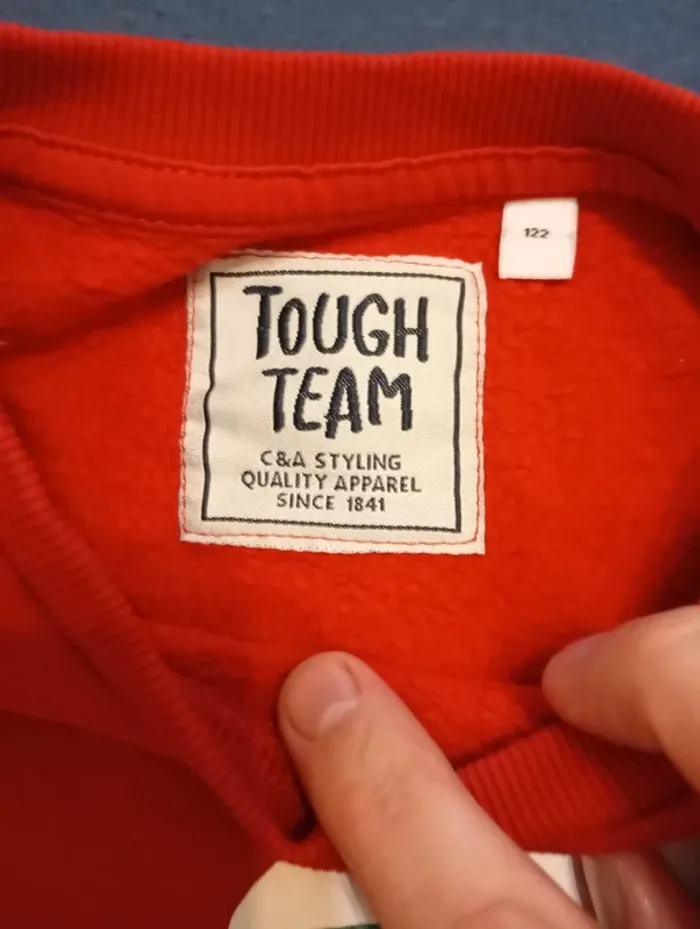 122
TOUGH
TEAM
C&A STYLING
QUALITY APPAREL
SINCE 1841